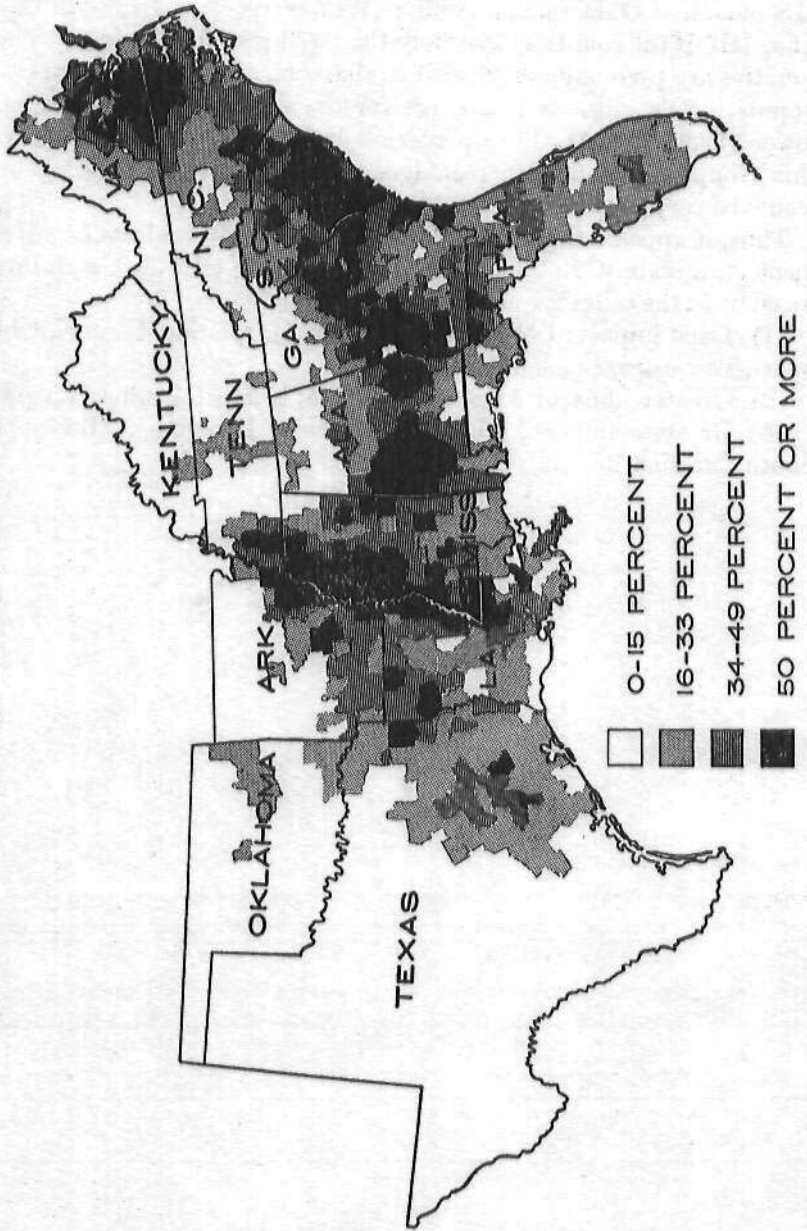 VA.
KENTUCKY
N. C.
TENN
S. C.
OKLAHOMA
ARK.
GA.
ALA.
MISS.
TEXAS
LA.
FLA.
0-15 PERCENT
16-33 PERCENT
34-49 PERCENT
50 PERCENT OR MORE